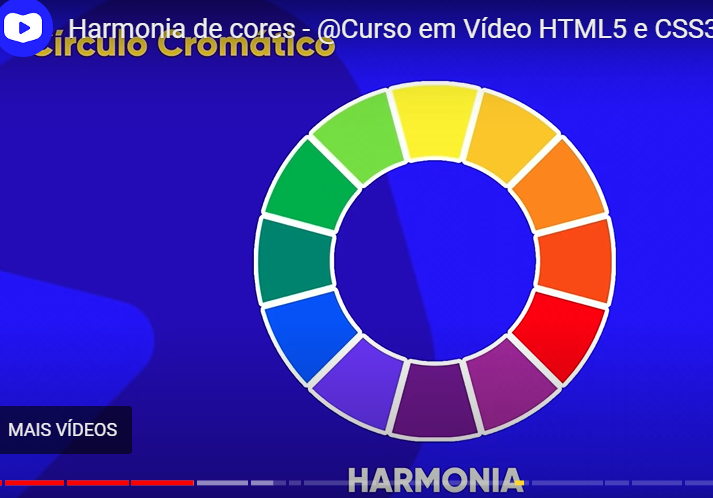 Harmonia de cores - @Curso em Vídeo HTML5 e CSS3
Círculo Cromático
MAIS VÍDEOS
HARMONIA